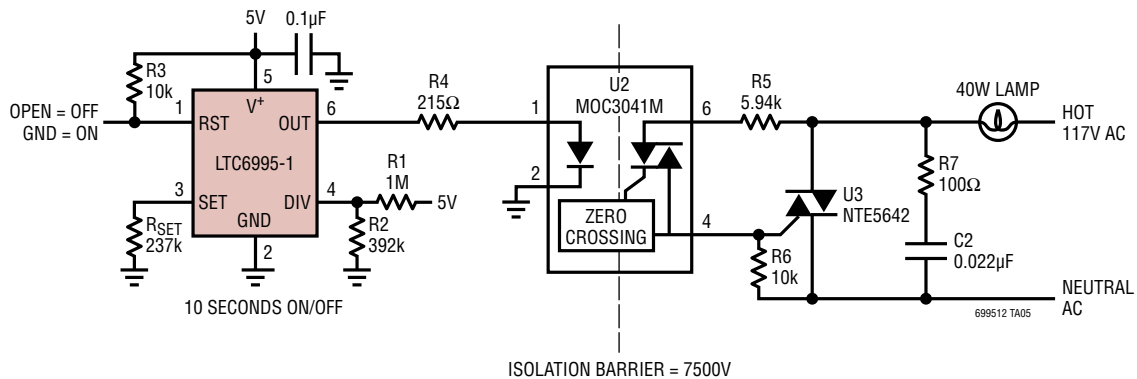 5V
0.1µF
R3
10k
5
V+
OPEN = OFF
GND = ON
1
RST
OUT
6
LTC6995-1
3
SET
DIV
4
GND
2
RSET
237k
R1
1M
5V
R2
392k
10 SECONDS ON/OFF
R4
215Ω
1
2
U2
MOC3041M
6
4
ZERO
CROSSING
R5
5.94k
R6
10k
U3
NTE5642
40W LAMP
HOT
117V AC
R7
100Ω
C2
0.022µF
NEUTRAL
AC
699512 TA05
ISOLATION BARRIER = 7500V